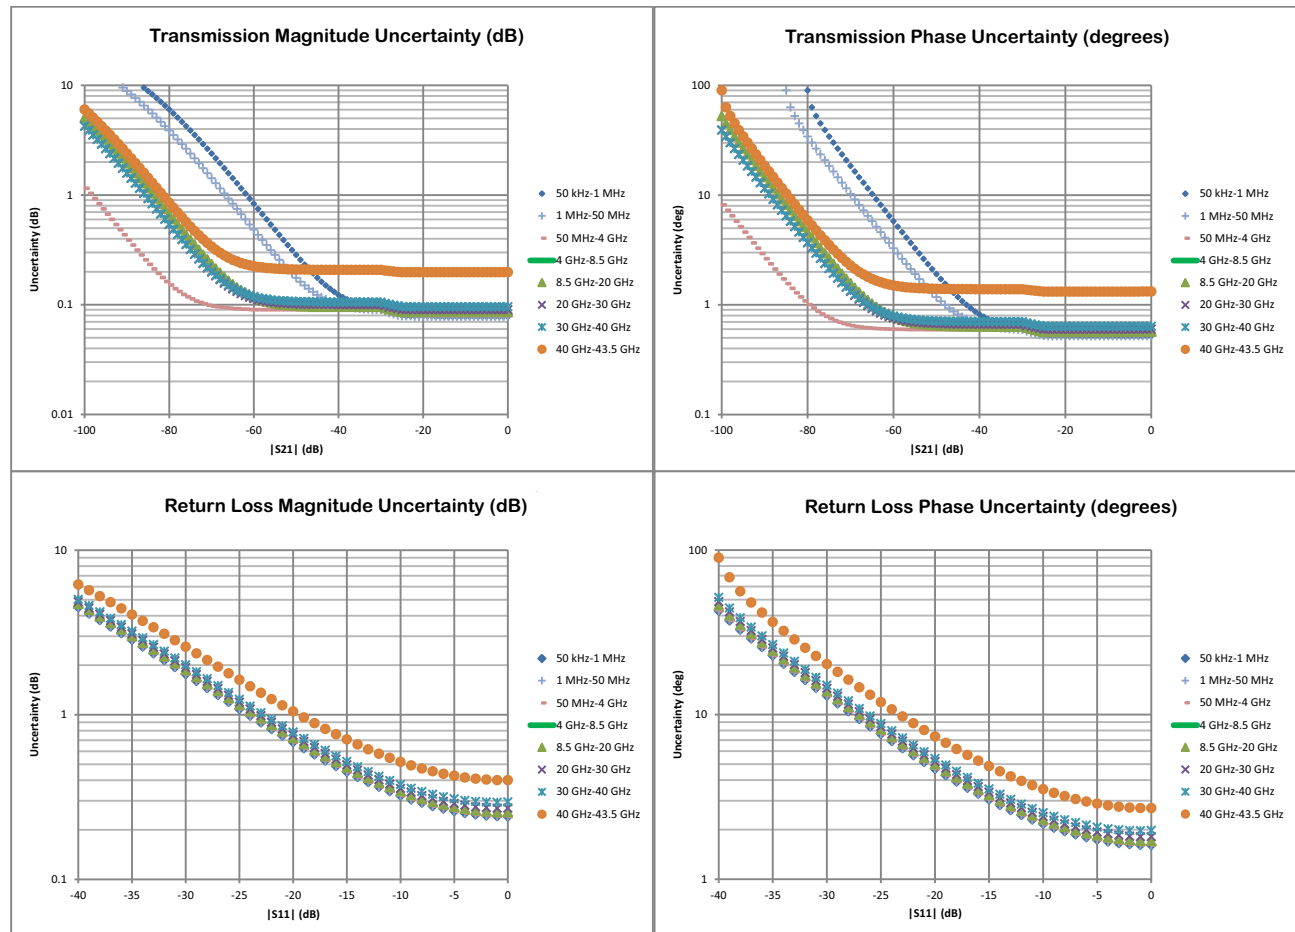 Transmission Magnitude Uncertainty (dB)
10
1
0.1
0.01
Uncertainty (dB)
-100
-80
-60
-40
-20
0
|S21| (dB)
50 kHz-1 MHz
1 MHz-50 MHz
50 MHz-4 GHz
4 GHz-8.5 GHz
8.5 GHz-20 GHz
20 GHz-30 GHz
30 GHz-40 GHz
40 GHz-43.5 GHz
Transmission Phase Uncertainty (degrees)
100
10
1
0.1
Uncertainty (deg)
-100
-80
-60
-40
-20
0
|S21| (dB)
50 kHz-1 MHz
1 MHz-50 MHz
50 MHz-4 GHz
4 GHz-8.5 GHz
8.5 GHz-20 GHz
20 GHz-30 GHz
30 GHz-40 GHz
40 GHz-43.5 GHz
Return Loss Magnitude Uncertainty (dB)
10
1
0.1
Uncertainty (dB)
-40
-35
-30
-25
-20
-15
-10
-5
0
|S11| (dB)
50 kHz-1 MHz
1 MHz-50 MHz
50 MHz-4 GHz
4 GHz-8.5 GHz
8.5 GHz-20 GHz
20 GHz-30 GHz
30 GHz-40 GHz
40 GHz-43.5 GHz
Return Loss Phase Uncertainty (degrees)
100
10
1
Uncertainty (deg)
-40
-35
-30
-25
-20
-15
-10
-5
0
|S11| (dB)
50 kHz-1 MHz
1 MHz-50 MHz
50 MHz-4 GHz
4 GHz-8.5 GHz
8.5 GHz-20 GHz
20 GHz-30 GHz
30 GHz-40 GHz
40 GHz-43.5 GHz